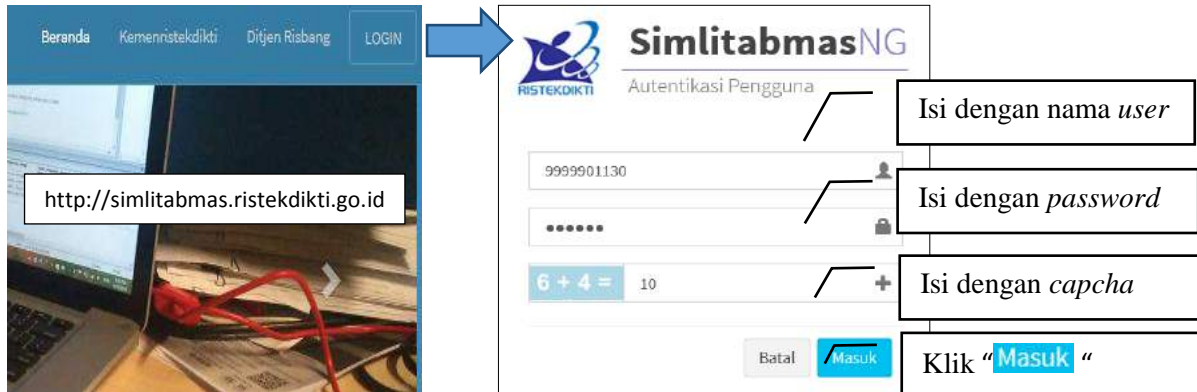 Beranda Kemenristekdikti Ditjen Risbang LOGIN
http://simlitabmas.ristekdikti.go.id
RISTEKDIKTI
SimlitabmasNG
Autentikasi Pengguna
Isi dengan nama user
9999901130
Isi dengan password
••••••
6 + 4 = 10
Isi dengan capcha
Batal Masuk
Klik “Masuk “